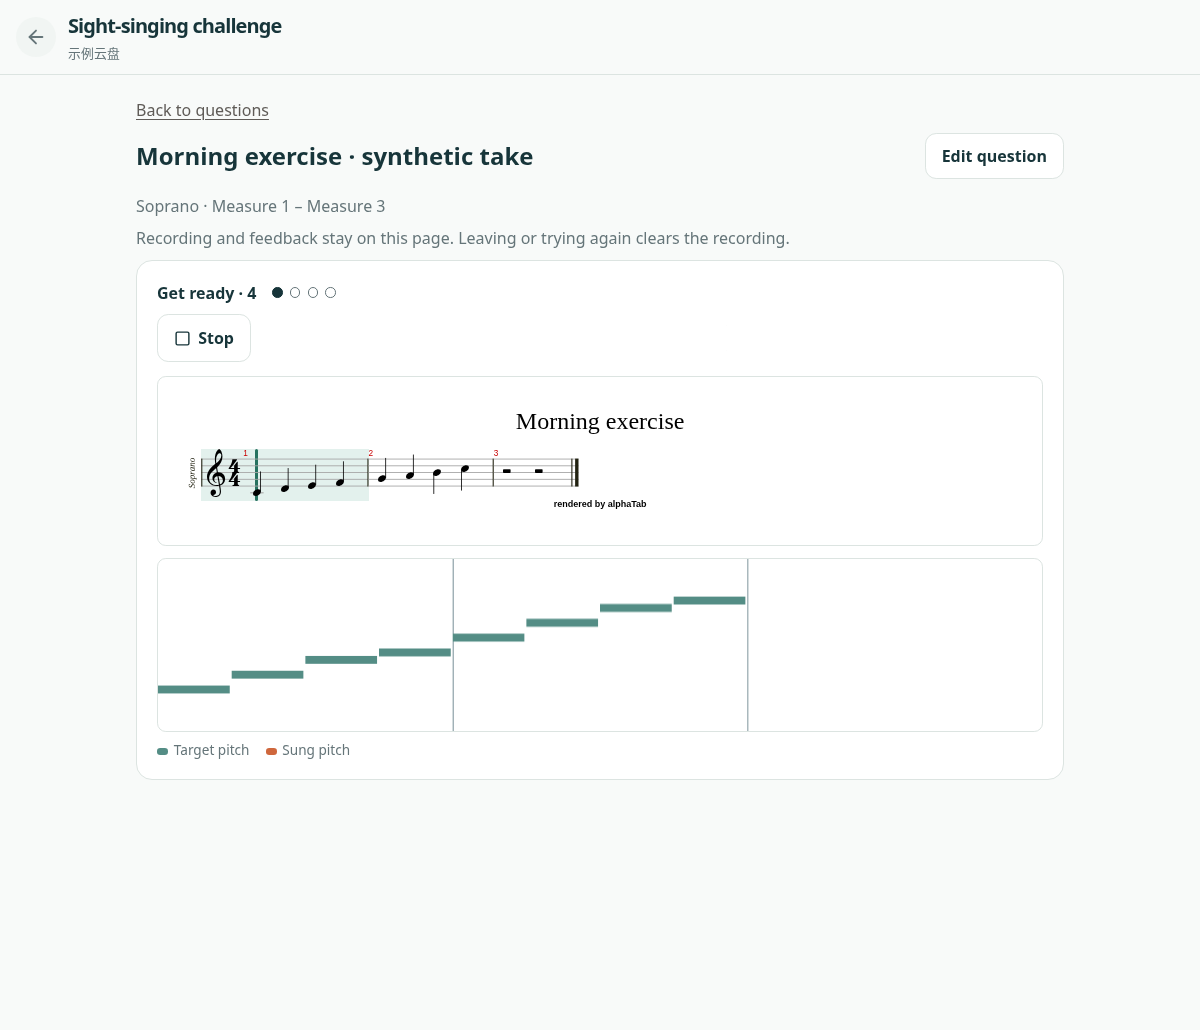 Sight-singing challenge
示例云盘
Back to questions
Morning exercise · synthetic take
Edit question
Soprano · Measure 1 – Measure 3
Recording and feedback stay on this page. Leaving or trying again clears the recording.
Get ready · 4
Stop
Morning exercise
1 2 3
Soprano
4
4
rendered by alphaTab
Target pitch
Sung pitch